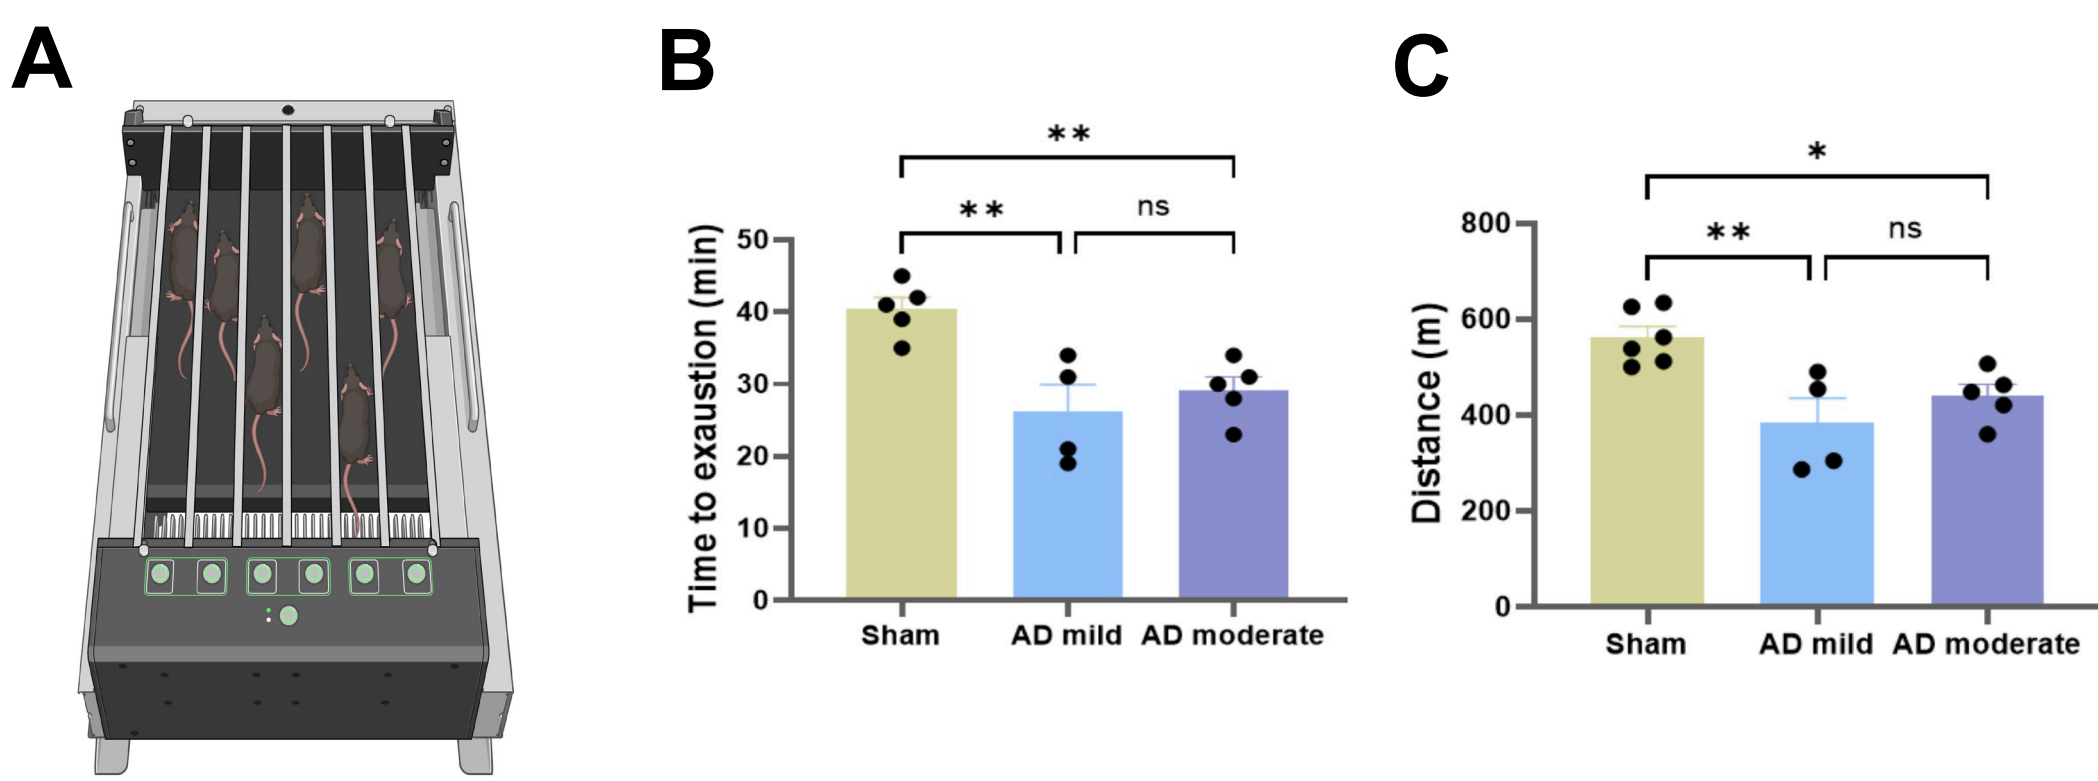 A
B
C
**
** ns
Time to exaustion (min)
50
40
30
20
10
0
Sham AD mild AD moderate
*
** ns
Distance (m)
800
600
400
200
0
Sham AD mild AD moderate